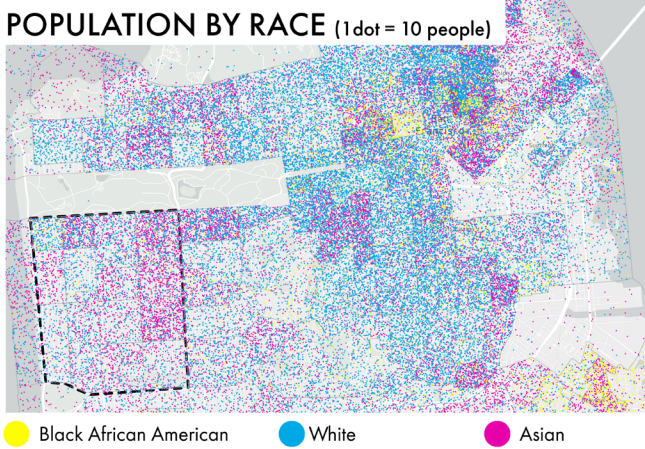 POPULATION BY RACE (1dot = 10 people)
Black African American
White
Asian